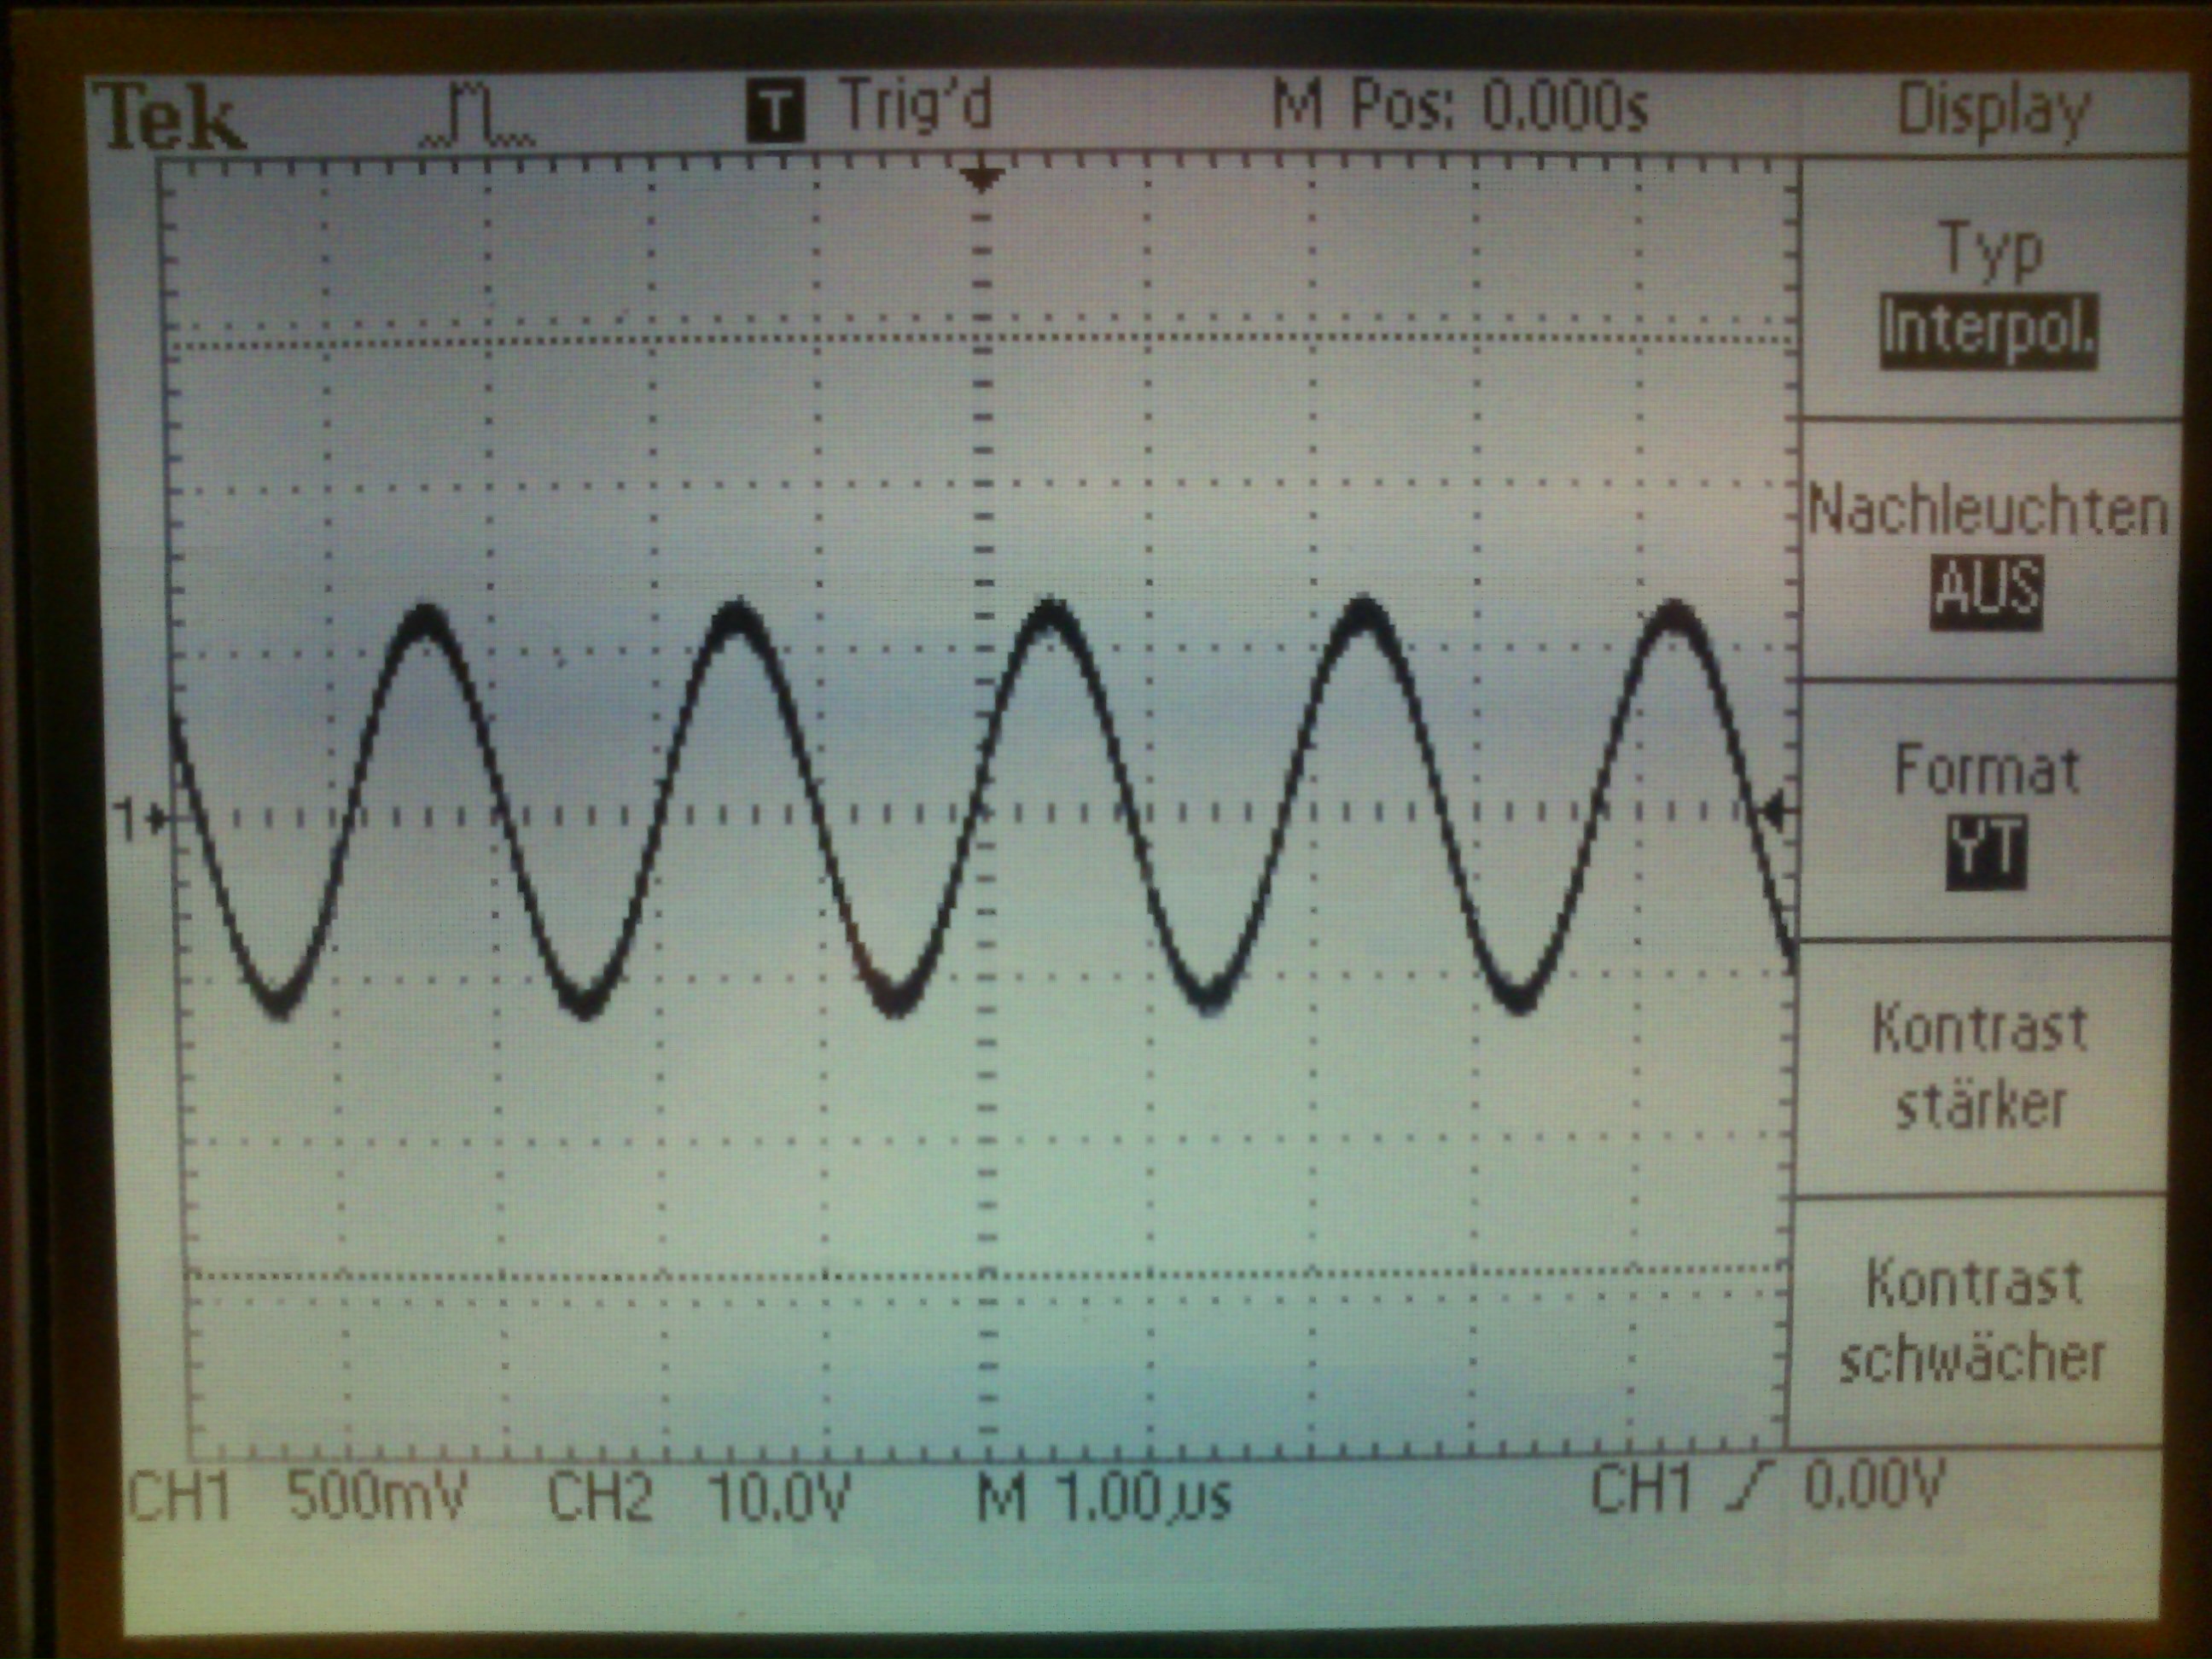 Tek T Trig'd M Pos: 0.000s Display
Typ
Interpol.
Nachleuchten
AUS
Format
YT
Kontrast
stärker
Kontrast
schwächer
1
CH1 500mV CH2 10.0V M 1.00µs CH1 0.00V